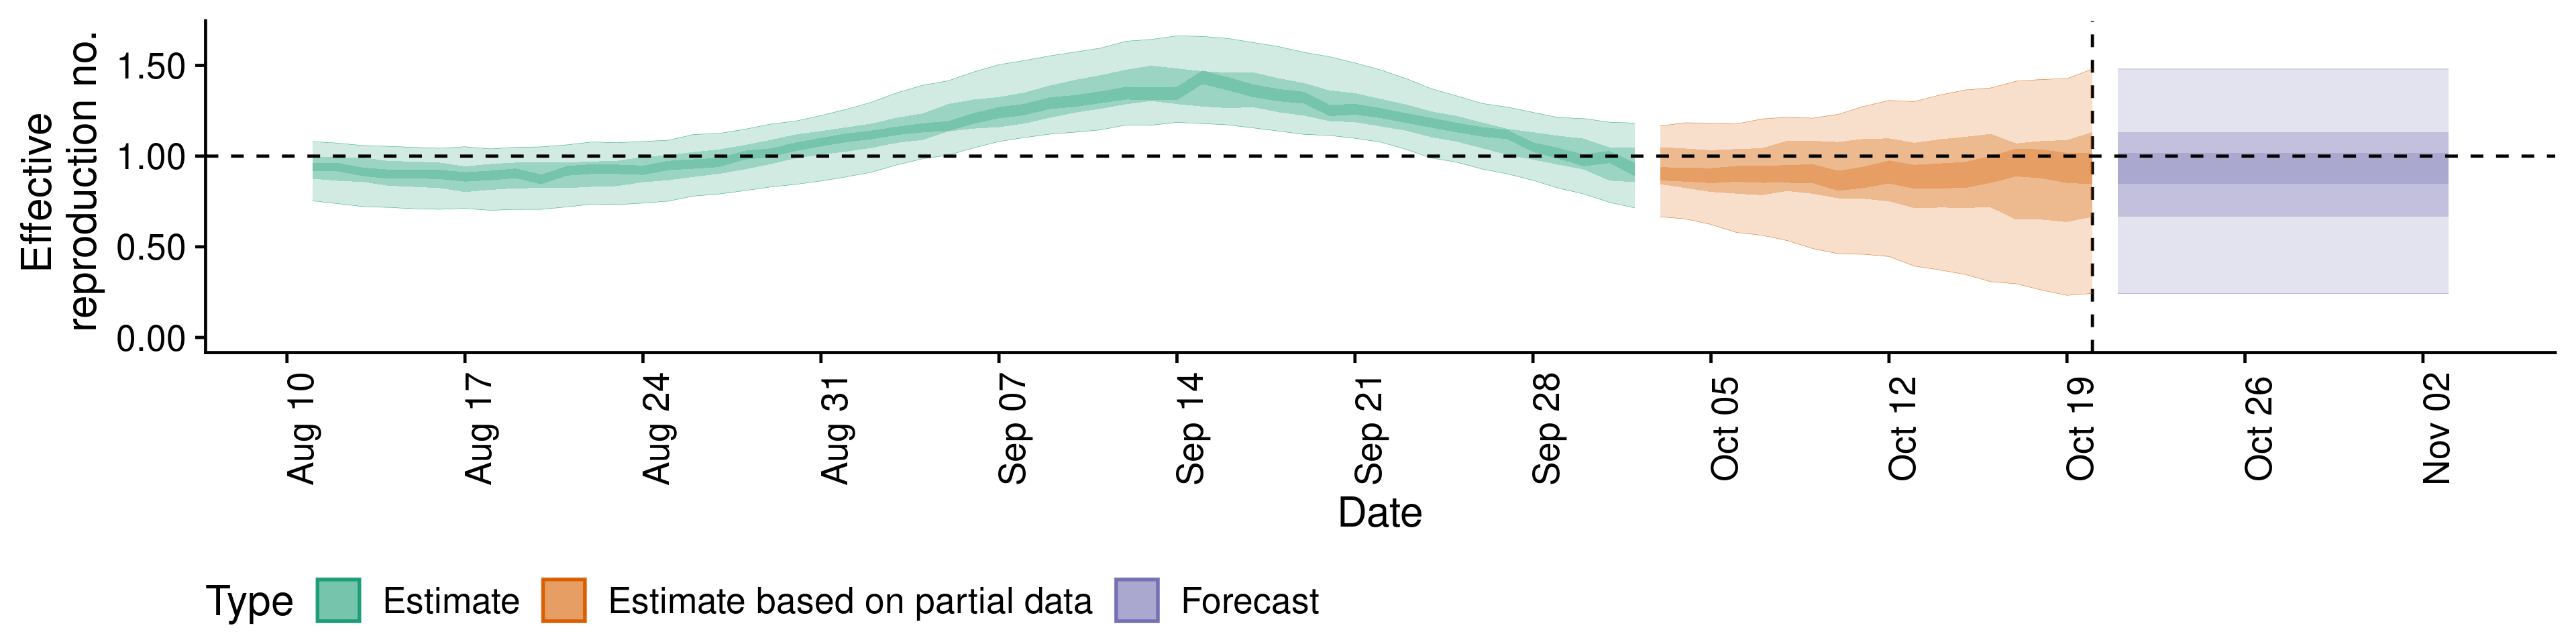 Effective
reproduction no.
1.50
1.00
0.50
0.00
Aug 10
Aug 17
Aug 24
Aug 31
Sep 07
Sep 14
Sep 21
Sep 28
Oct 05
Oct 12
Oct 19
Oct 26
Nov 02
Date
Type Estimate Estimate based on partial data Forecast